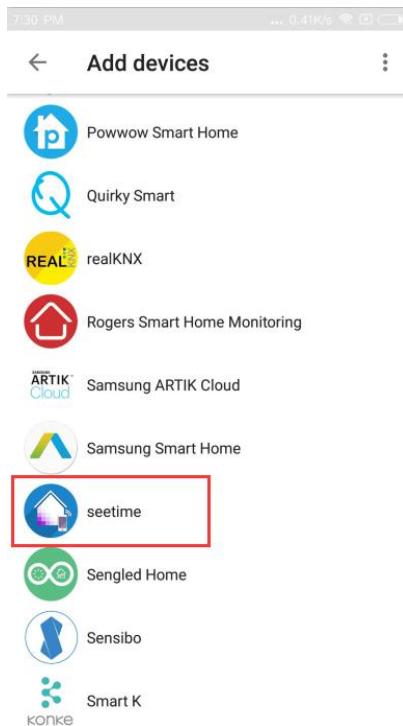 7:30 PM ... 0.41K/s
Add devices
Powwow Smart Home
Quirky Smart
REAL KNX realKNX
Rogers Smart Home Monitoring
SAMSUNG
ARTIK
Cloud
Samsung ARTIK Cloud
Samsung Smart Home
seetime
Sengled Home
Sensibo
Smart K
KONKE